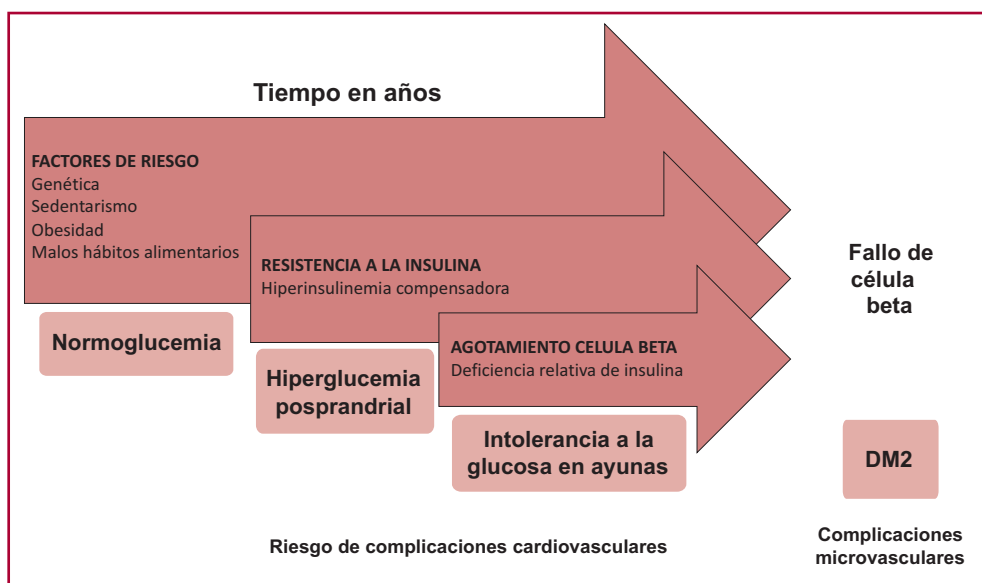 Tiempo en años
FACTORES DE RIESGO
Genética
Sedentarismo
Obesidad
Malos hábitos alimentarios
RESISTENCIA A LA INSULINA
Hiperinsulinemia compensadora
AGOTAMIENTO CELULA BETA
Deficiencia relativa de insulina
Fallo de
célula
beta
Normoglucemia
Hiperglucemia
posprandrial
Intolerancia a la
glucosa en ayunas
DM2
Riesgo de complicaciones cardiovasculares
Complicaciones
microvasculares